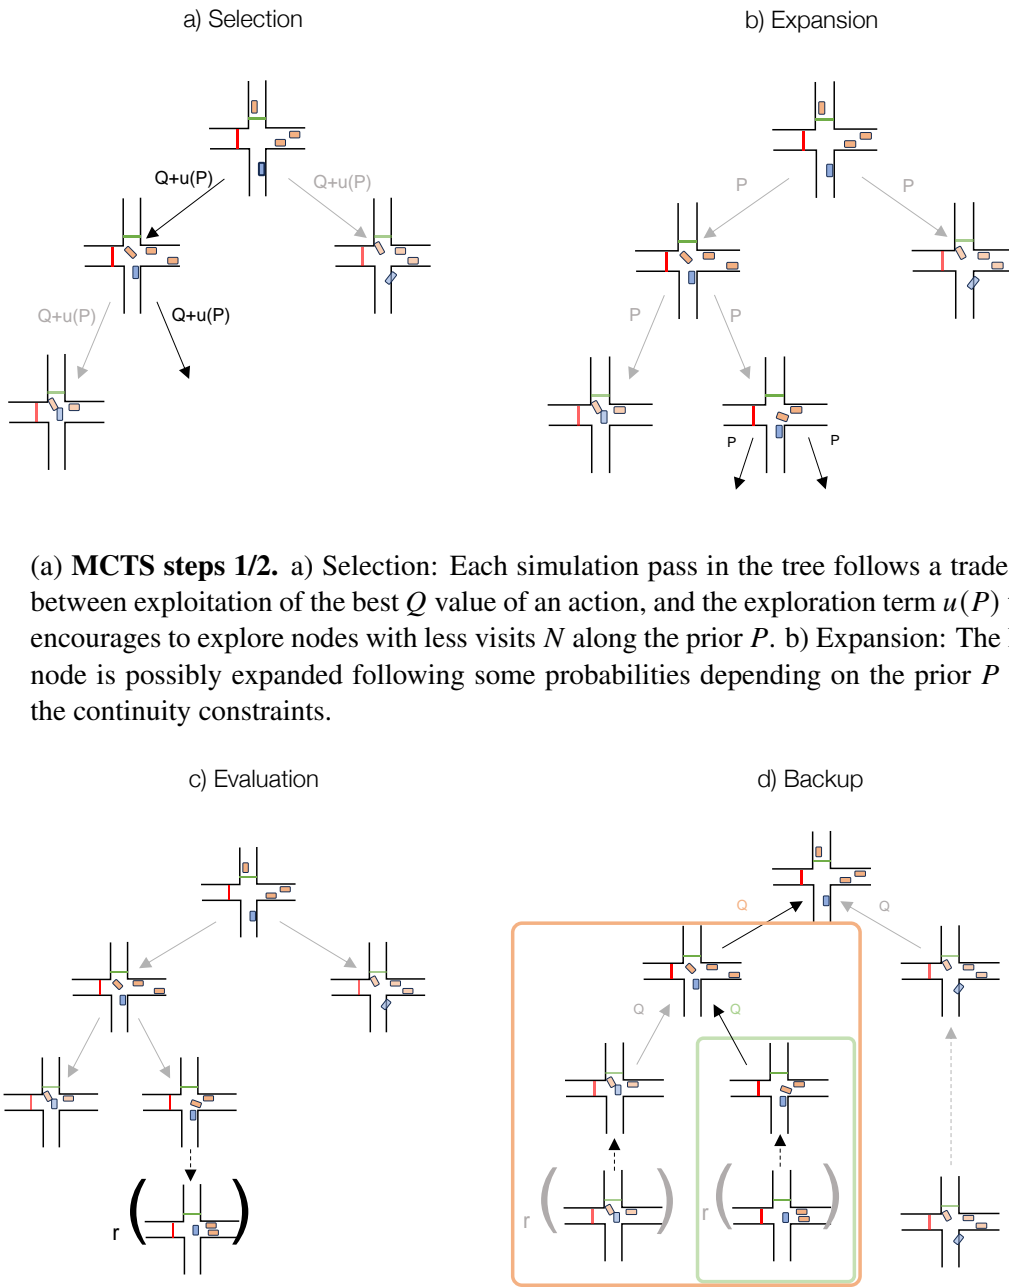 a) Selection
b) Expansion
Q+u(P)
Q+u(P)
P
P
Q+u(P)
Q+u(P)
P
P
P
P
(a) MCTS steps 1/2. a) Selection: Each simulation pass in the tree follows a trade
between exploitation of the best Q value of an action, and the exploration term u(P)
encourages to explore nodes with less visits N along the prior P. b) Expansion: The
node is possibly expanded following some probabilities depending on the prior P
the continuity constraints.
c) Evaluation
d) Backup
Q
Q
Q
Q
r ( )
r ( )
r ( )